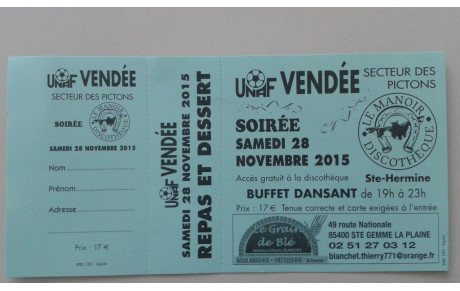 UNAF VENDÉE
SECTEUR DES PICTONS
SOIRÉE
LE MANOIR
DISCOTHEQUE
SAMEDI 28 NOVEMBRE 2015
Nom
Prénom
Adresse
Prix : 17 €
UNAF VENDÉE
SAMEDI 28 NOVEMBRE 2015
REPAS ET DESSERT
UNAF VENDÉE
SECTEUR DES
PICTONS
LE MANOIR
DISCOTHEQUE
SOIRÉE
SAMEDI 28
NOVEMBRE 2015
Accès gratuit à la discothèque
Ste-Hermine
BUFFET DANSANT de 19h à 23h
Prix : 17€ Tenue correcte et carte exigées à l'entrée
Le Grain
de Blé
BOULANGERIE - PATISSERIE
49 route Nationale
85400 STE GEMME LA PLAINE
02 51 27 03 12
blanchet.thierry771@orange.fr